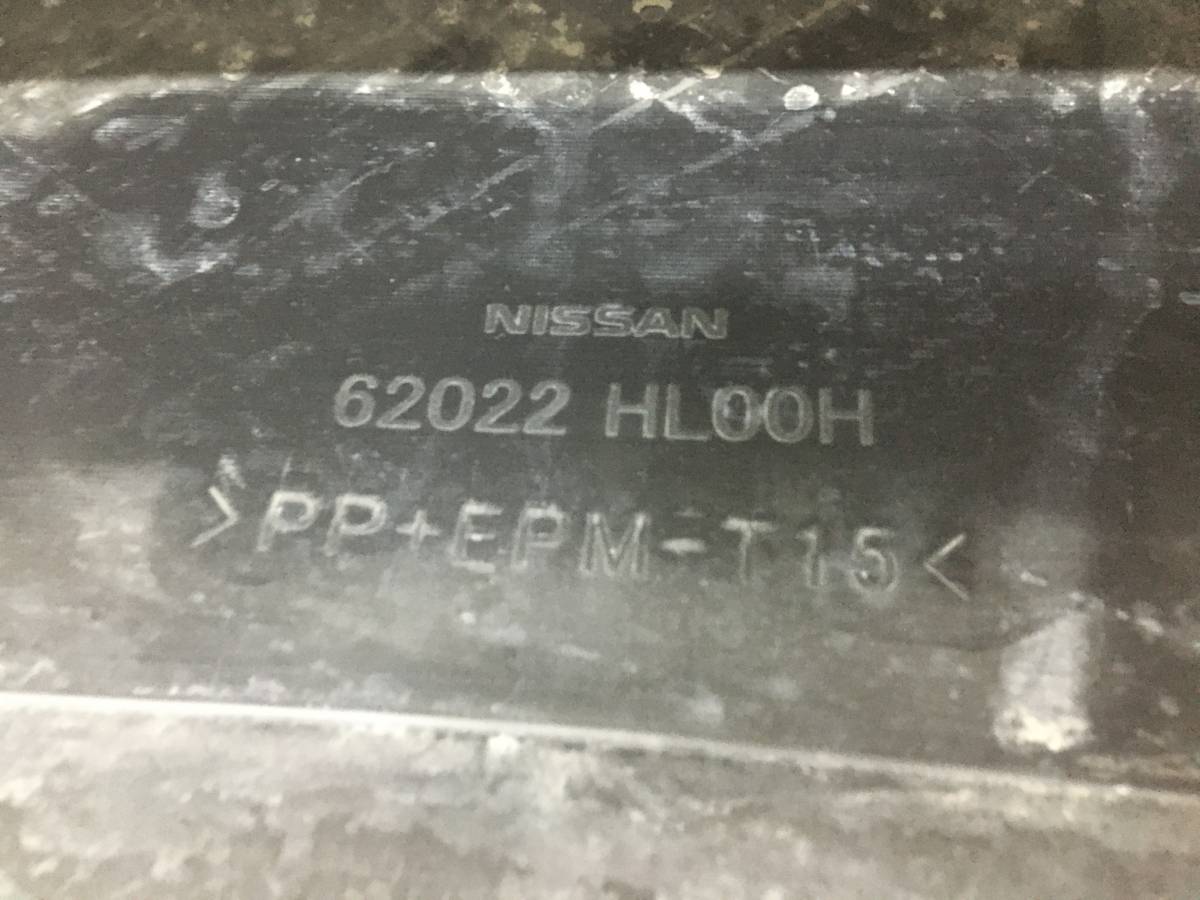 NISSAN
62022 HL00H
>PP+EPM-T15<